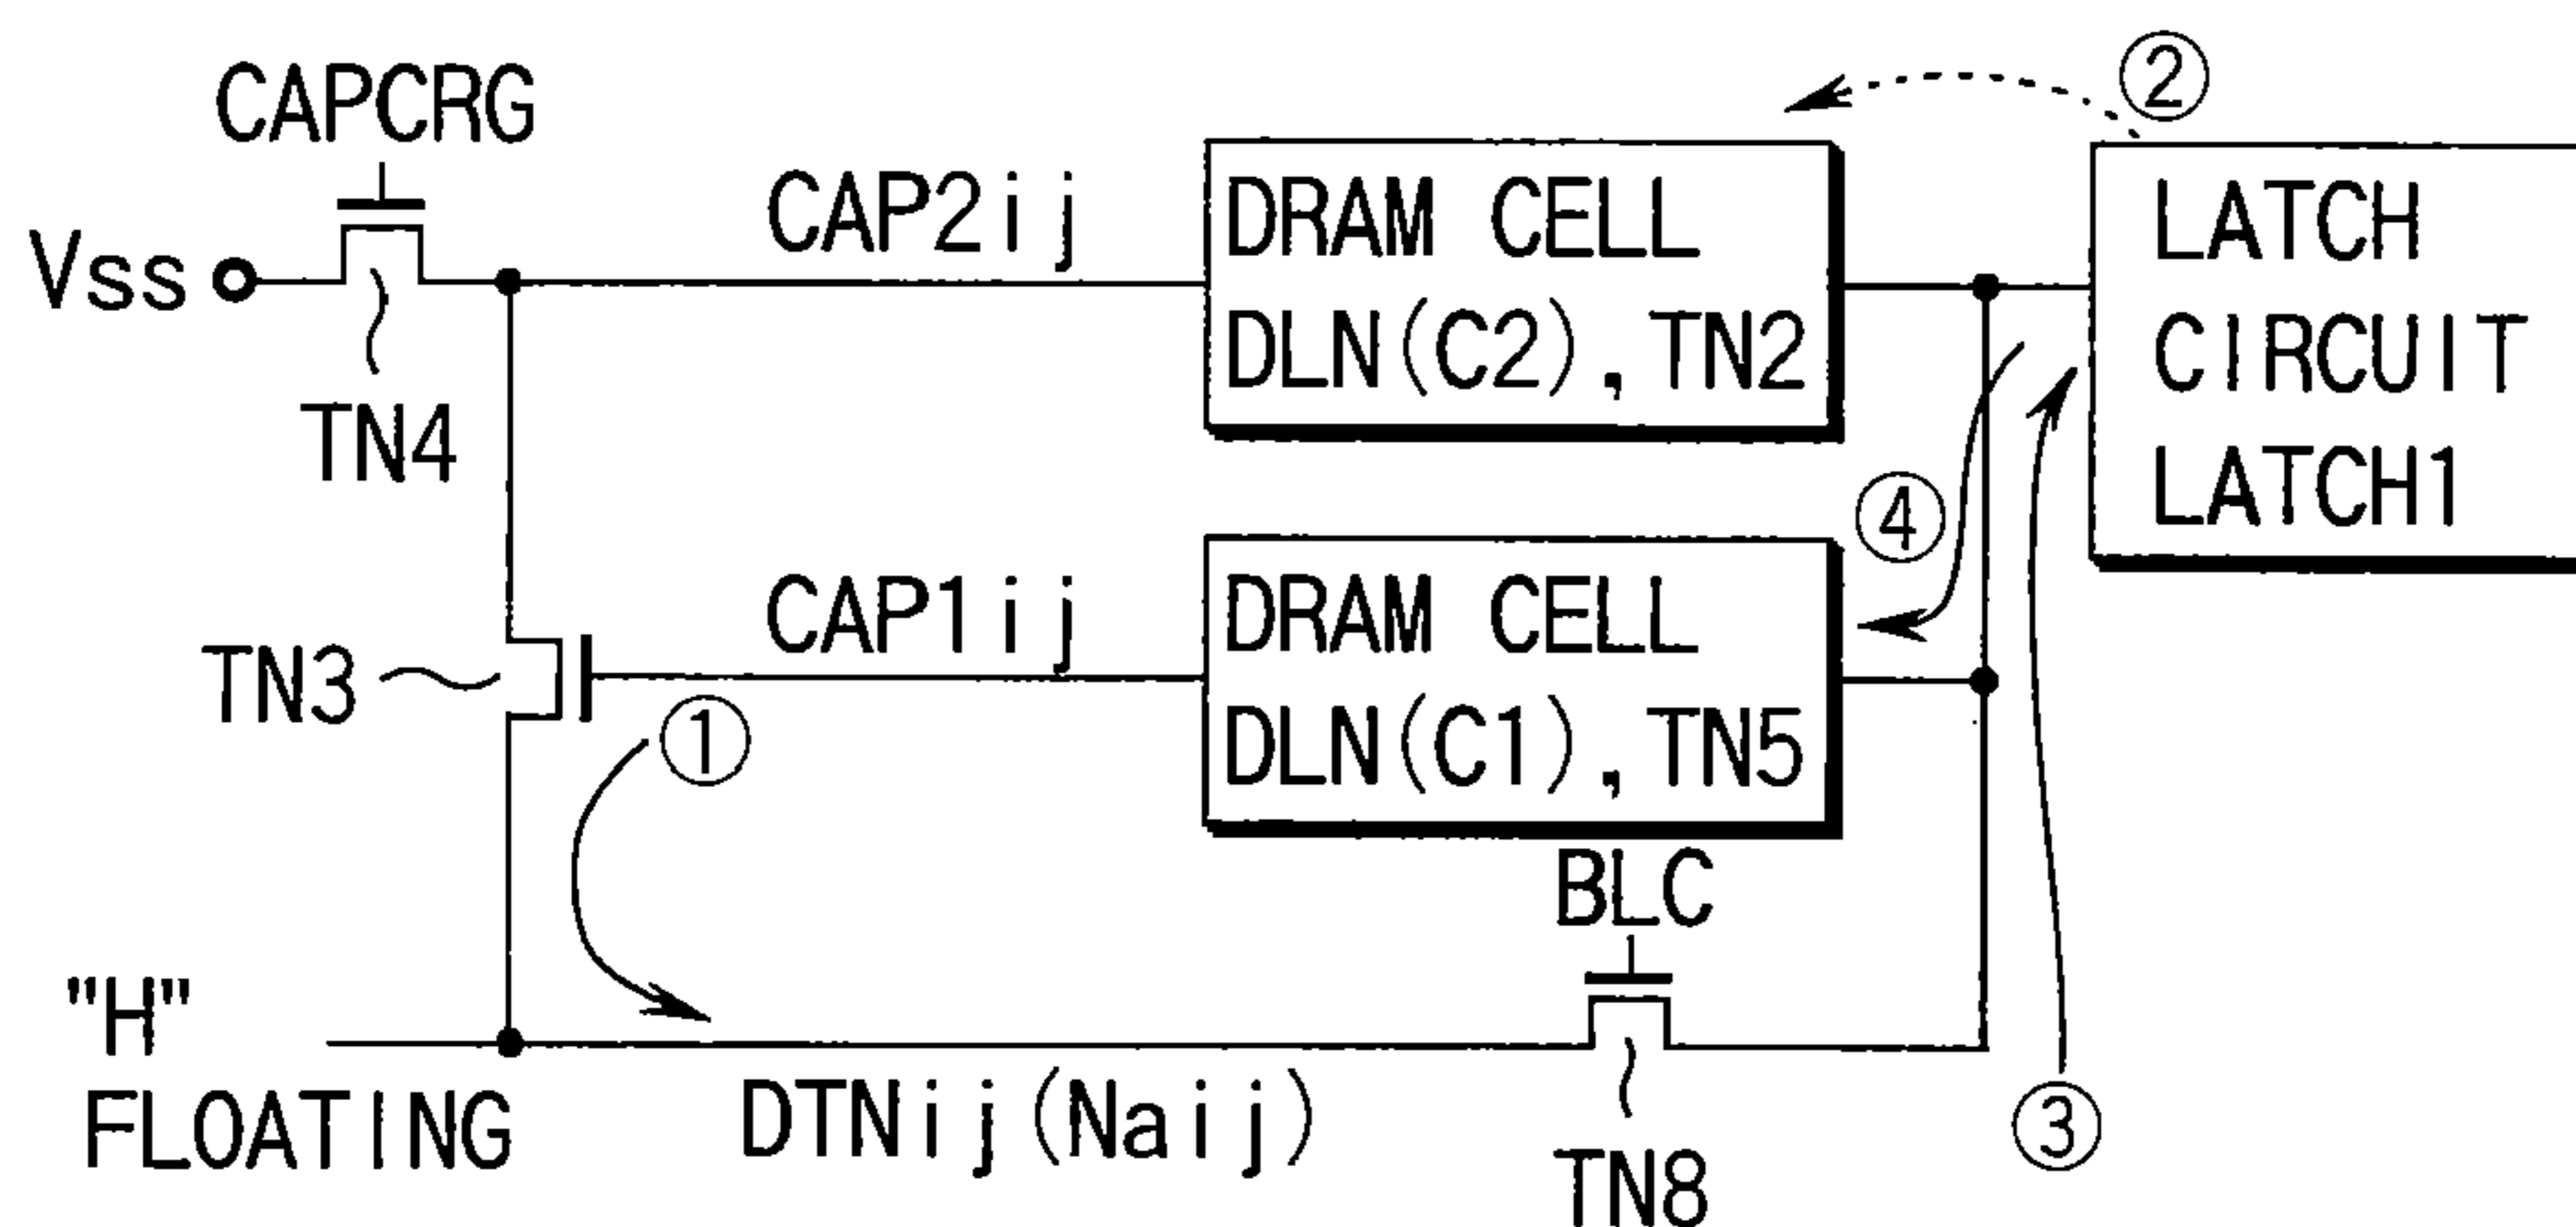 CAPCRG
②
Vss
CAP2ij
DRAM CELL
DLN(C2), TN2
LATCH
CIRCUIT
LATCH1
TN4
④
TN3
CAP1ij
DRAM CELL
DLN(C1), TN5
①
BLC
"H"
FLOATING
DTNij(Naij)
TN8
③